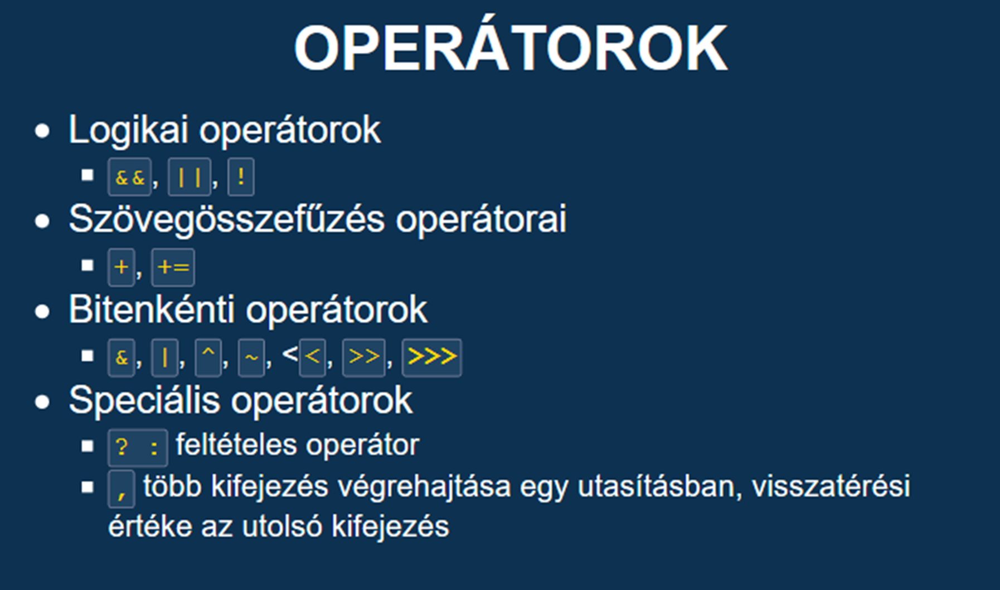 OPERÁTOROK
• Logikai operátorok
▪ &&, ||, !
• Szövegösszefűzés operátorai
▪ +, +=
• Bitenkénti operátorok
▪ &, |, ^, ~, <<, >>, >>>
• Speciális operátorok
▪ ? : feltételes operátor
▪ , több kifejezés végrehajtása egy utasításban, visszatérési
értéke az utolsó kifejezés